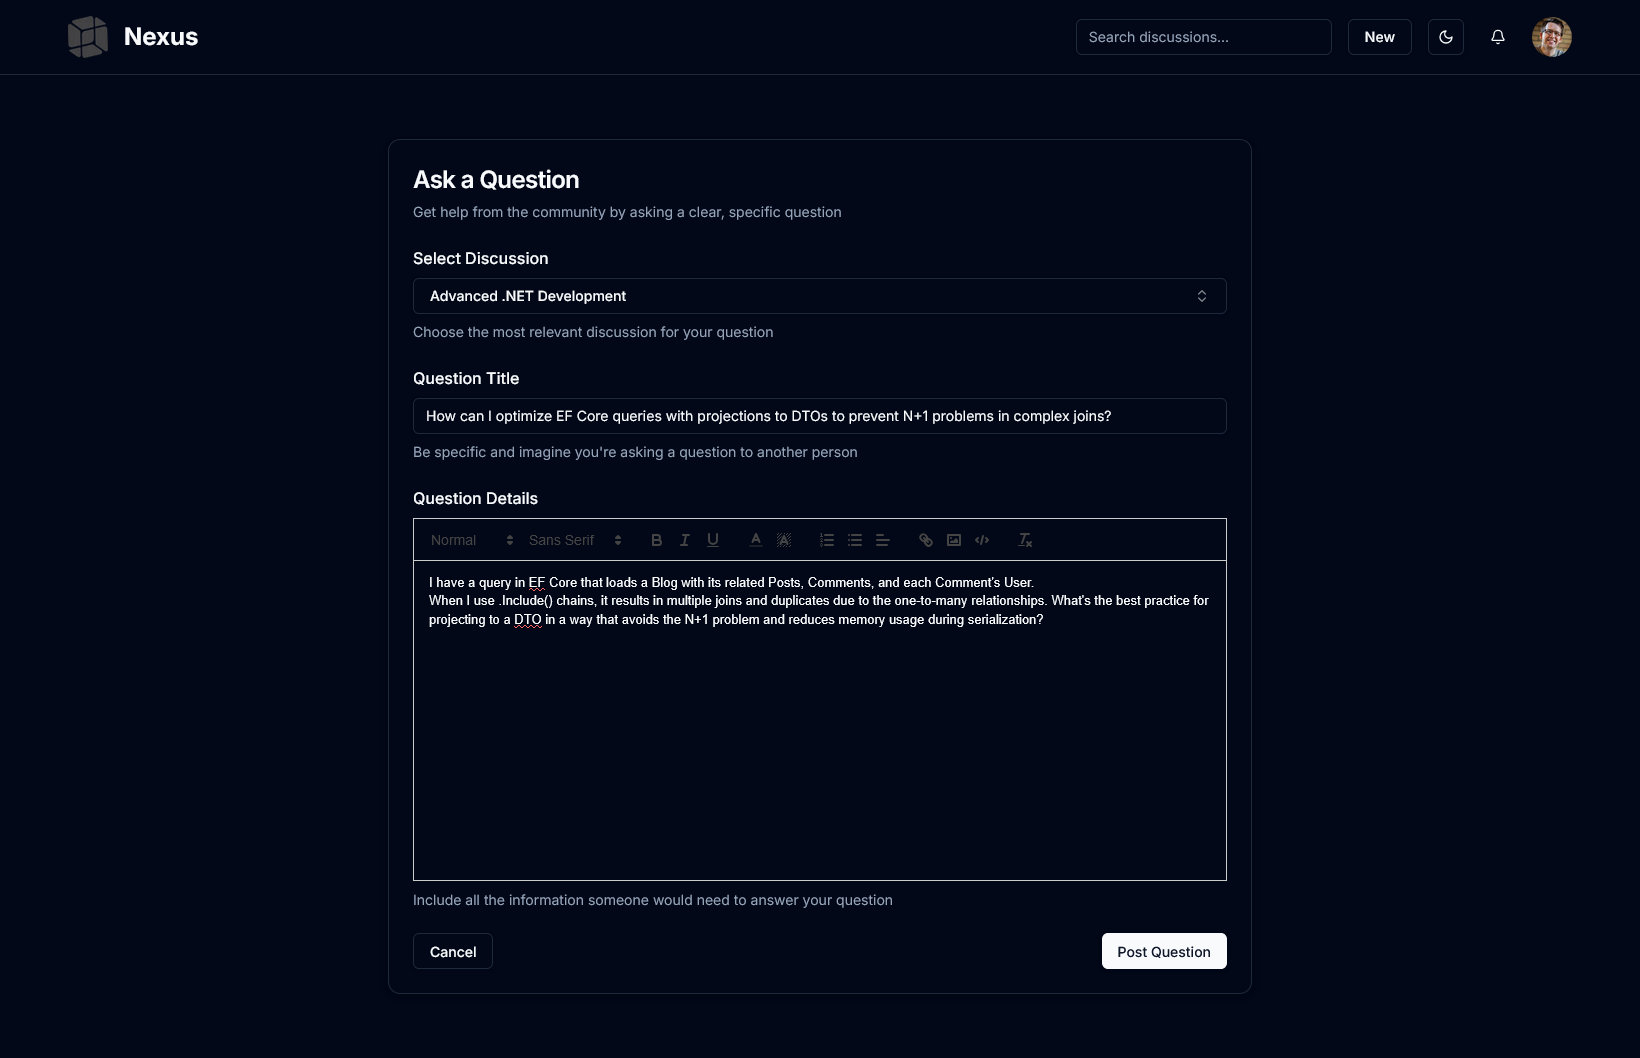 Nexus
Search discussions...
New
Ask a Question
Get help from the community by asking a clear, specific question
Select Discussion
Advanced .NET Development
Choose the most relevant discussion for your question
Question Title
How can I optimize EF Core queries with projections to DTOs to prevent N+1 problems in complex joins?
Be specific and imagine you're asking a question to another person
Question Details
Normal Sans Serif
I have a query in EF Core that loads a Blog with its related Posts, Comments, and each Comment's User.
When I use .Include() chains, it results in multiple joins and duplicates due to the one-to-many relationships. What's the best practice for
projecting to a DTO in a way that avoids the N+1 problem and reduces memory usage during serialization?
Include all the information someone would need to answer your question
Cancel
Post Question